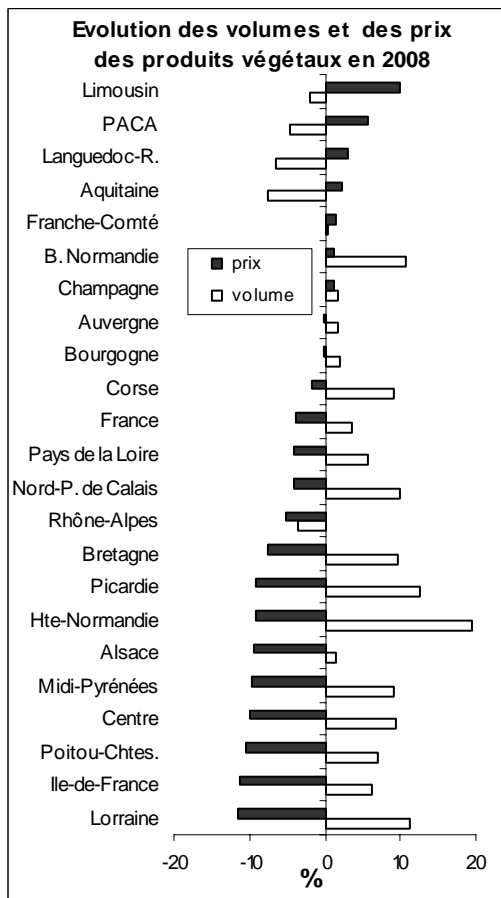 Evolution des volumes et des prix
des produits végétaux en 2008
Limousin
PACA
Languedoc-R.
Aquitaine
Franche-Comté
B. Normandie
prix
Champagne
volume
Auvergne
Bourgogne
Corse
France
Pays de la Loire
Nord-P. de Calais
Rhône-Alpes
Bretagne
Picardie
Hte-Normandie
Alsace
Midi-Pyrénées
Centre
Poitou-Chtes.
Ile-de-France
Lorraine
-20 -10 0 10 20
%